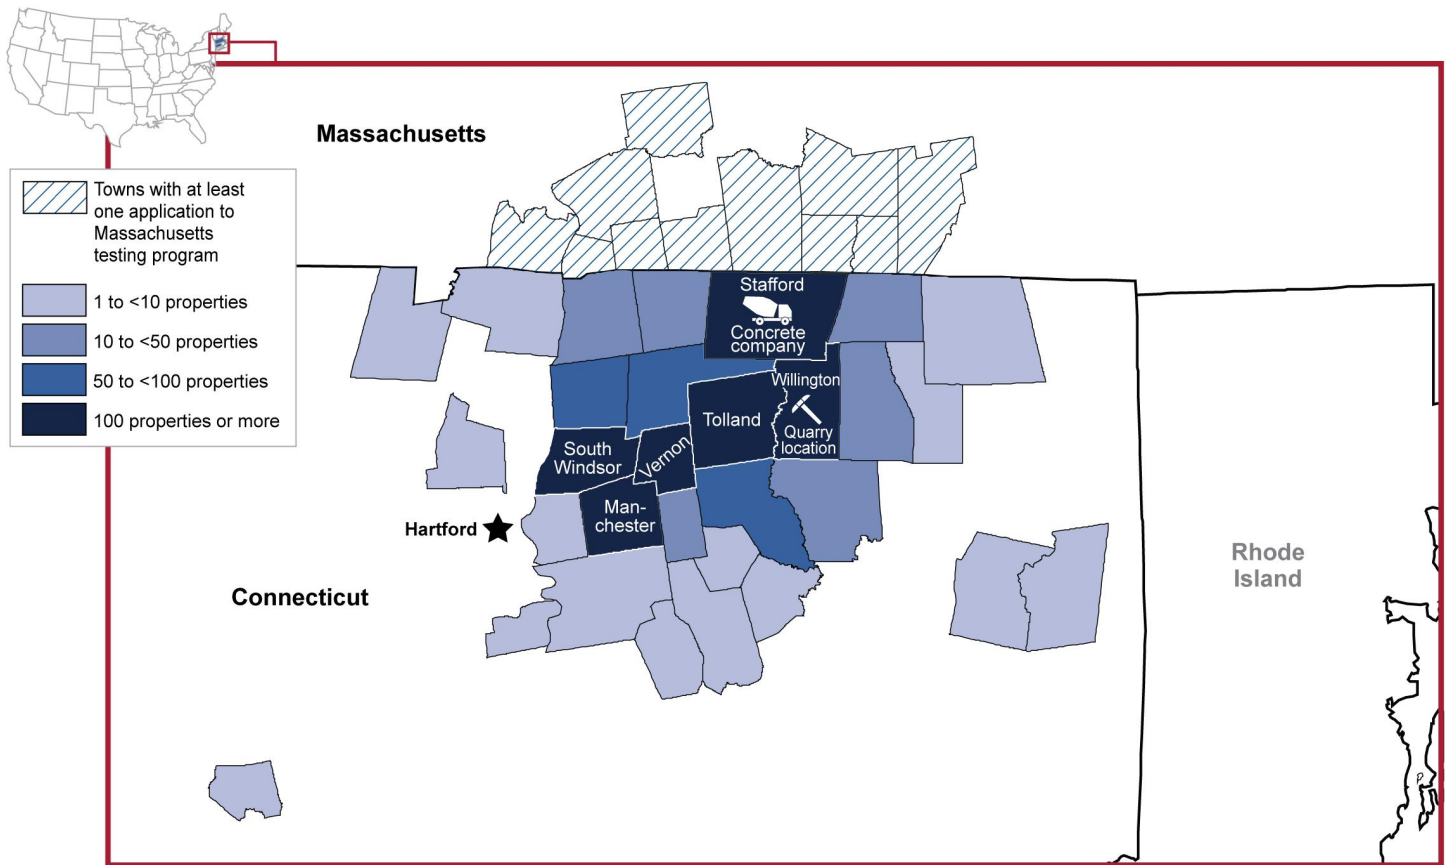 Massachusetts
Towns with at least
one application to
Massachusetts
testing program
1 to <10 properties
10 to <50 properties
50 to <100 properties
100 properties or more
Stafford
Concrete
company
Willington
Quarry
location
Tolland
South
Windsor
Vernon
Man-
chester
Hartford
Connecticut
Rhode
Island